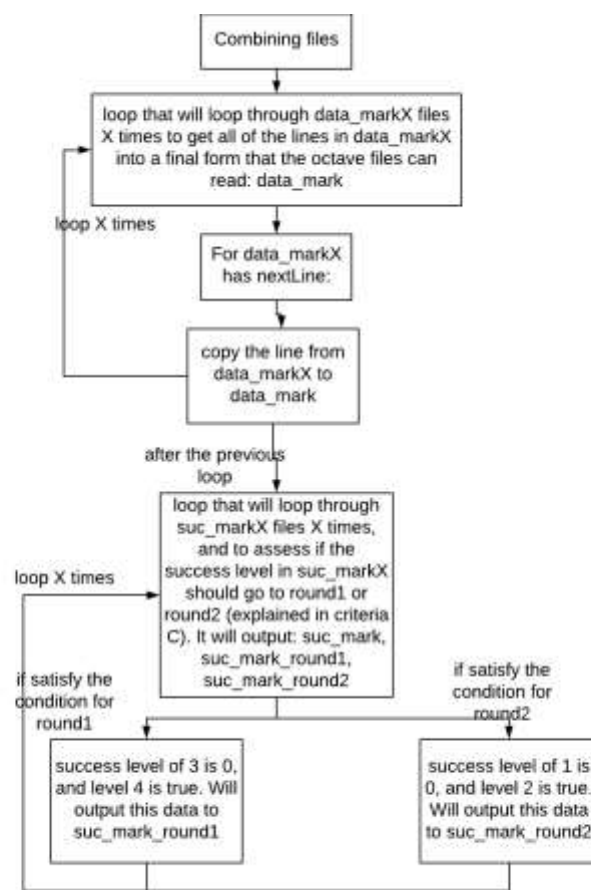 Combining files
loop that will loop through data_markX files
X times to get all of the lines in data_markX
into a final form that the octave files can
read: data_mark
loop X times
For data_markX
has nextLine:
copy the line from
data_markX to
data_mark
after the previous
loop
loop that will loop through
suc_markX files X times,
and to assess if the
success level in suc_markX
should go to round1 or
round2 (explained in criteria
C). It will output: suc_mark,
suc_mark_round1,
suc_mark_round2
loop X times
if satisfy the
condition for
round1
if satisfy the
condition for
round2
success level of 3 is 0,
and level 4 is true. Will
output this data to
suc_mark_round1
success level of 1 is
0, and level 2 is true.
Will output this data
to suc_mark_round2